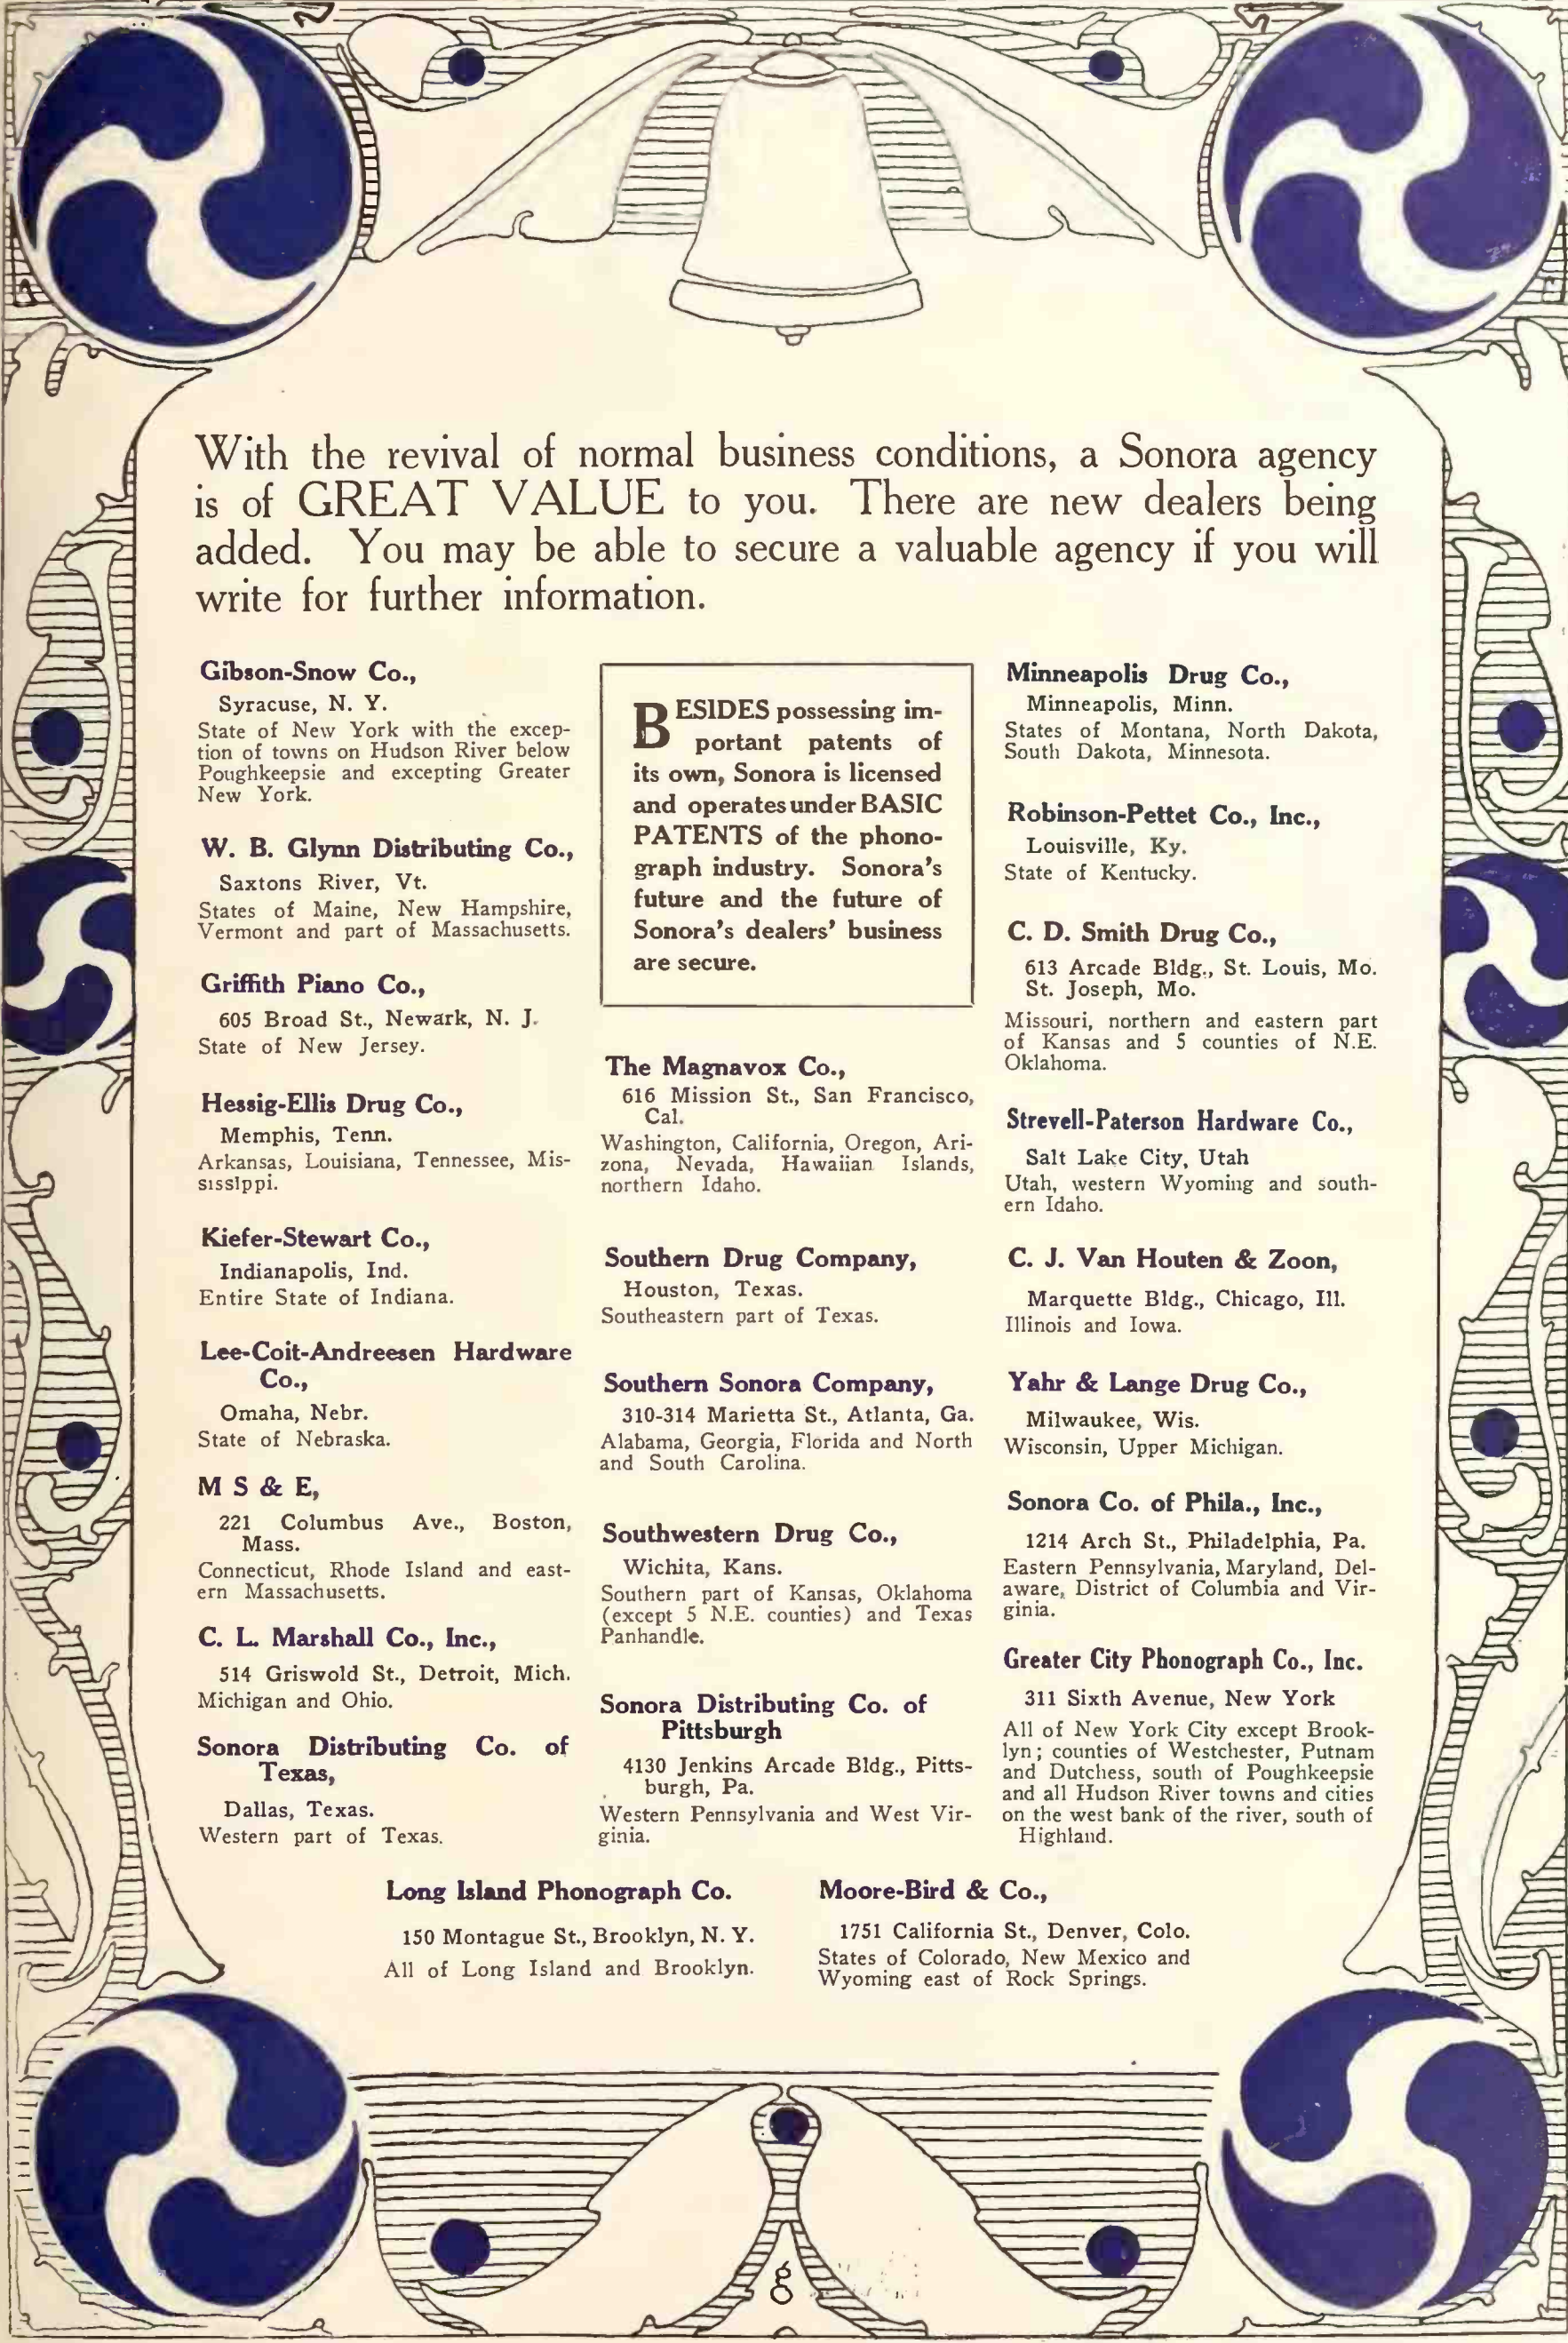 With the revival of normal business conditions, a Sonora agency
is of GREAT VALUE to you. There are new dealers being
added. You may be able to secure a valuable agency if you will
write for further information.
Gibson-Snow Co.,
Syracuse, N. Y.
State of New York with the excep-
tion of towns on Hudson River below
Poughkeepsie and excepting Greater
New York.
W. B. Glynn Distributing Co.,
Saxtons River, Vt.
States of Maine, New Hampshire,
Vermont and part of Massachusetts.
Griffith Piano Co.,
605 Broad St., Newark, N. J.
State of New Jersey.
Hessig-Ellis Drug Co.,
Memphis, Tenn.
Arkansas, Louisiana, Tennessee, Mis-
sissippi.
Kiefer-Stewart Co.,
Indianapolis, Ind.
Entire State of Indiana.
Lee-Coit-Andreesen Hardware
Co.,
Omaha, Nebr.
State of Nebraska.
M S & E,
221 Columbus Ave., Boston,
Mass.
Connecticut, Rhode Island and east-
ern Massachusetts.
C. L. Marshall Co., Inc.,
514 Griswold St., Detroit, Mich.
Michigan and Ohio.
Sonora Distributing Co. of
Texas,
Dallas, Texas.
Western part of Texas.
BESIDES possessing im-
portant patents of
its own, Sonora is licensed
and operates under BASIC
PATENTS of the phono-
graph industry. Sonora's
future and the future of
Sonora's dealers' business
are secure.
The Magnavox Co.,
616 Mission St., San Francisco,
Cal.
Washington, California, Oregon, Ari-
zona, Nevada, Hawaiian Islands,
northern Idaho.
Southern Drug Company,
Houston, Texas.
Southeastern part of Texas.
Southern Sonora Company,
310-314 Marietta St., Atlanta, Ga.
Alabama, Georgia, Florida and North
and South Carolina.
Southwestern Drug Co.,
Wichita, Kans.
Southern part of Kansas, Oklahoma
(except 5 N.E. counties) and Texas
Panhandle.
Sonora Distributing Co. of
Pittsburgh
4130 Jenkins Arcade Bldg., Pitts-
burgh, Pa.
Western Pennsylvania and West Vir-
ginia.
Minneapolis Drug Co.,
Minneapolis, Minn.
States of Montana, North Dakota,
South Dakota, Minnesota.
Robinson-Pettet Co., Inc.,
Louisville, Ky.
State of Kentucky.
C. D. Smith Drug Co.,
613 Arcade Bldg., St. Louis, Mo.
St. Joseph, Mo.
Missouri, northern and eastern part
of Kansas and 5 counties of N.E.
Oklahoma.
Strevell-Paterson Hardware Co.,
Salt Lake City, Utah
Utah, western Wyoming and south-
ern Idaho.
C. J. Van Houten & Zoon,
Marquette Bldg., Chicago, Ill.
Illinois and Iowa.
Yahr & Lange Drug Co.,
Milwaukee, Wis.
Wisconsin, Upper Michigan.
Sonora Co. of Phila., Inc.,
1214 Arch St., Philadelphia, Pa.
Eastern Pennsylvania, Maryland, Del-
aware, District of Columbia and Vir-
ginia.
Greater City Phonograph Co., Inc.
311 Sixth Avenue, New York
All of New York City except Brook-
lyn; counties of Westchester, Putnam
and Dutchess, south of Poughkeepsie
and all Hudson River towns and cities
on the west bank of the river, south of
Highland.
Long Island Phonograph Co.
150 Montague St., Brooklyn, N. Y.
All of Long Island and Brooklyn.
Moore-Bird & Co.,
1751 California St., Denver, Colo.
States of Colorado, New Mexico and
Wyoming east of Rock Springs.